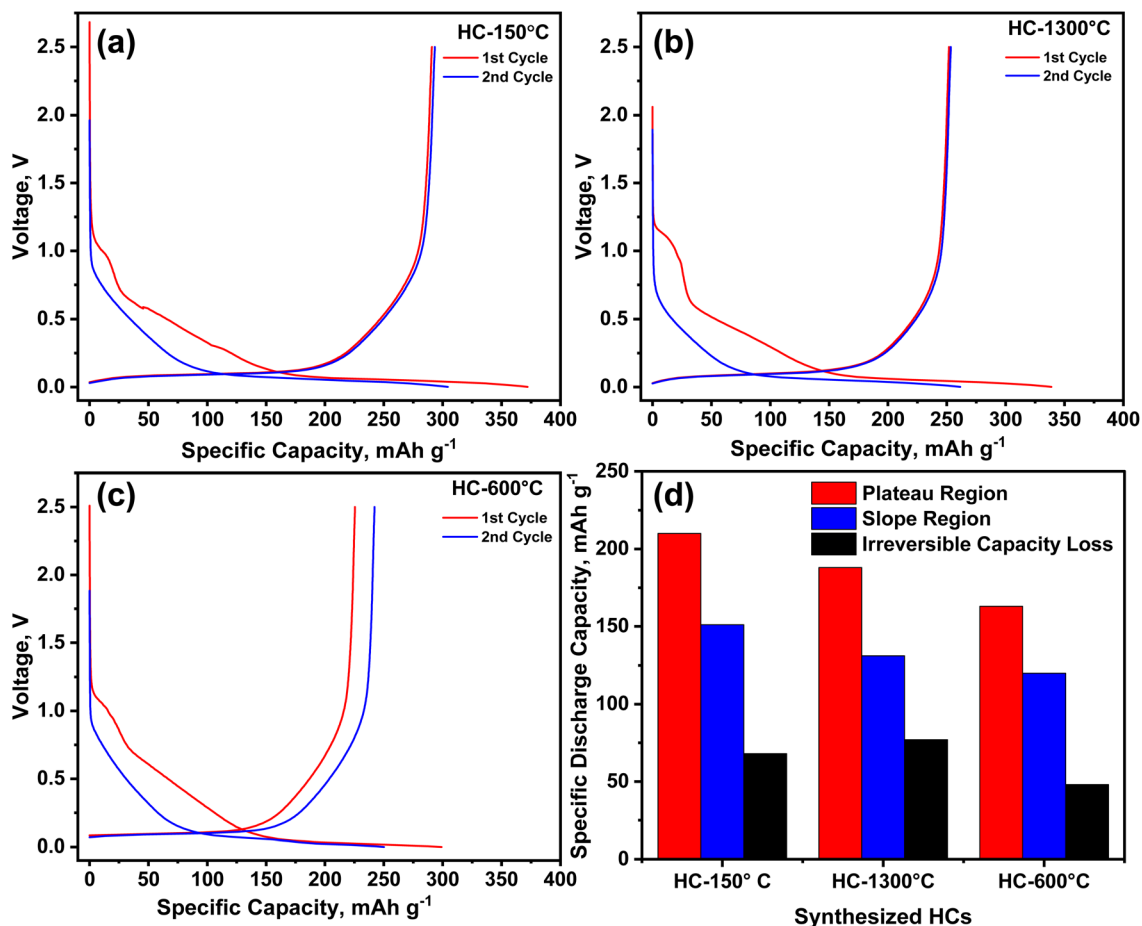 (a)
HC-150°C
1st Cycle
2nd Cycle
Voltage, V
2.5
2.0
1.5
1.0
0.5
0.0
0 50 100 150 200 250 300 350 400
Specific Capacity, mAh g⁻¹
(b)
HC-1300°C
1st Cycle
2nd Cycle
Voltage, V
2.5
2.0
1.5
1.0
0.5
0.0
0 50 100 150 200 250 300 350 400
Specific Capacity, mAh g⁻¹
(c)
HC-600°C
1st Cycle
2nd Cycle
Voltage, V
2.5
2.0
1.5
1.0
0.5
0.0
0 50 100 150 200 250 300 350 400
Specific Capacity, mAh g⁻¹
(d)
Plateau Region
Slope Region
Irreversible Capacity Loss
Specific Discharge Capacity, mAh g⁻¹
250
200
150
100
50
0
HC-150° C HC-1300°C HC-600°C
Synthesized HCs